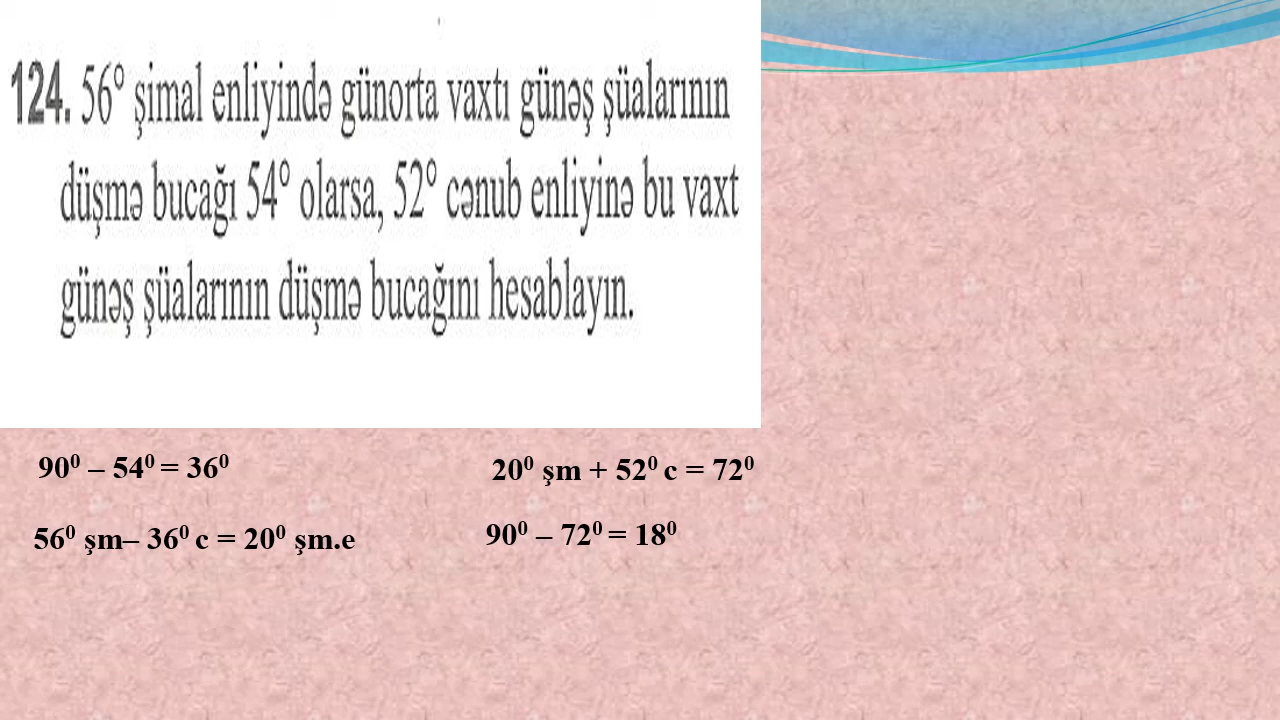 124. 56° şimal enliyində günorta vaxtı günəş şüalarının
düşmə bucağı 54° olarsa, 52° cənub enliyinə bu vaxt
günəş şüalarının düşmə bucağını hesablayın.
90⁰ – 54⁰ = 36⁰
56⁰ şm– 36⁰ c = 20⁰ şm.e
20⁰ şm + 52⁰ c = 72⁰
90⁰ – 72⁰ = 18⁰